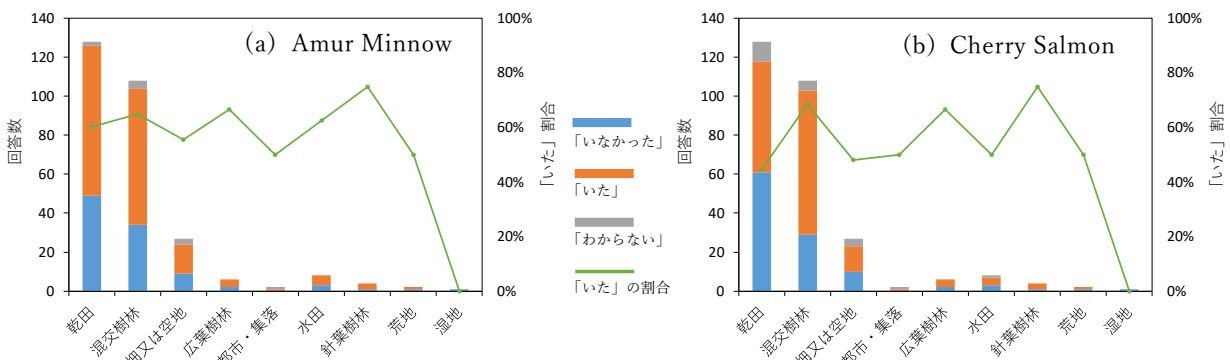 (a) Amur Minnow
140
120
100
80
60
40
20
0
回答数
100%
80%
60%
40%
20%
0%
「いた」割合
乾田
混交樹林
畑又は空地
広葉樹林
都市・集落
水田
針葉樹林
荒地
湿地
「いなかった」
「いた」
「わからない」
「いた」の割合
(b) Cherry Salmon
140
120
100
80
60
40
20
0
回答数
100%
80%
60%
40%
20%
0%
「いた」割合
乾田
混交樹林
畑又は空地
広葉樹林
都市・集落
水田
針葉樹林
荒地
湿地